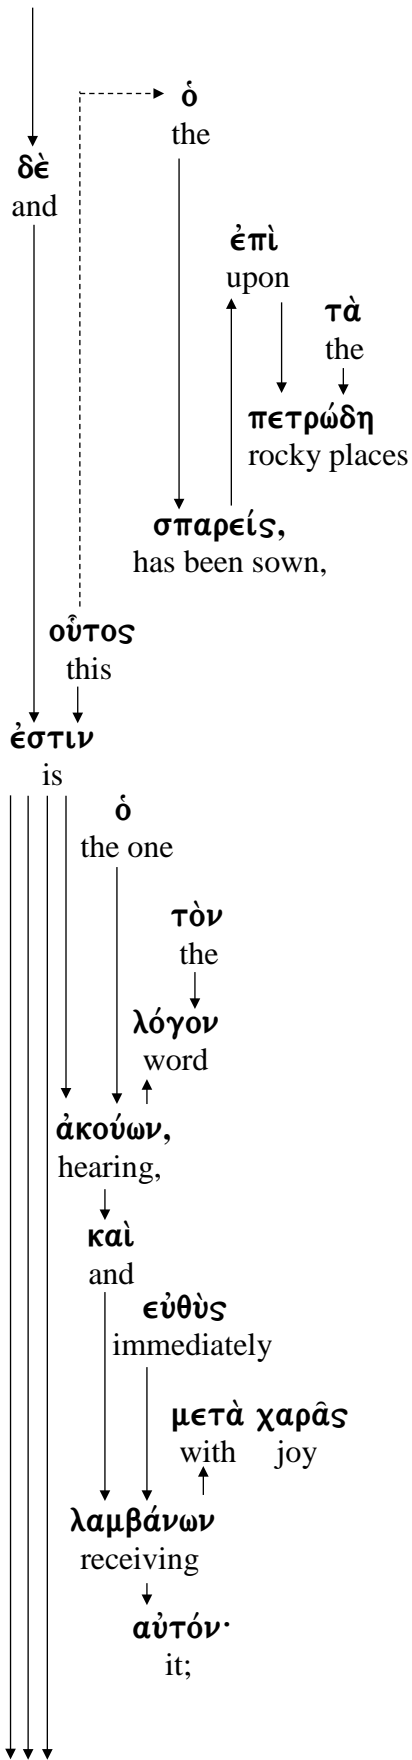 ὁ
the
δὲ
and
ἐπὶ
upon
τὰ
the
πετρώδη
rocky places
σπαρείς,
has been sown,
οὗτος
this
ἐστιν
is
ὁ
the one
τὸν
the
λόγον
word
ἀκούων,
hearing,
καὶ
and
εὐθὺς
immediately
μετὰ χαρᾶς
with joy
λαμβάνων
receiving
αὐτόν·
it;